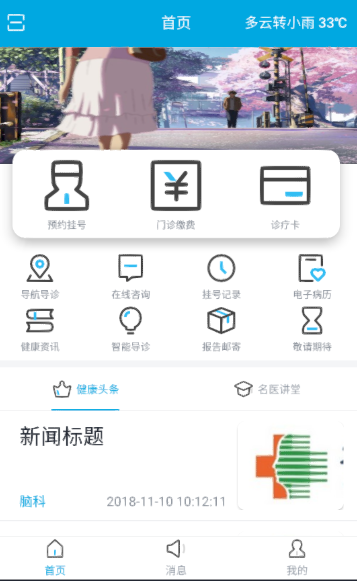 首页 多云转小雨 33℃
预约挂号 门诊缴费 诊疗卡
导航导诊 在线咨询 挂号记录 电子病历
健康资讯 智能导诊 报告邮寄 敬请期待
健康头条 名医讲堂
新闻标题
脑科 2018-11-10 10:12:11
首页 消息 我的